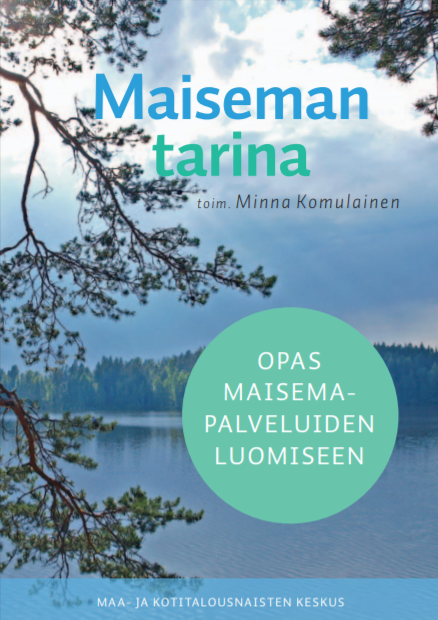 Maiseman
tarina
toim. Minna Komulainen
OPAS
MAISEMA-
PALVELUIDEN
LUOMISEEN
MAA- JA KOTITALOUSNAISTEN KESKUS